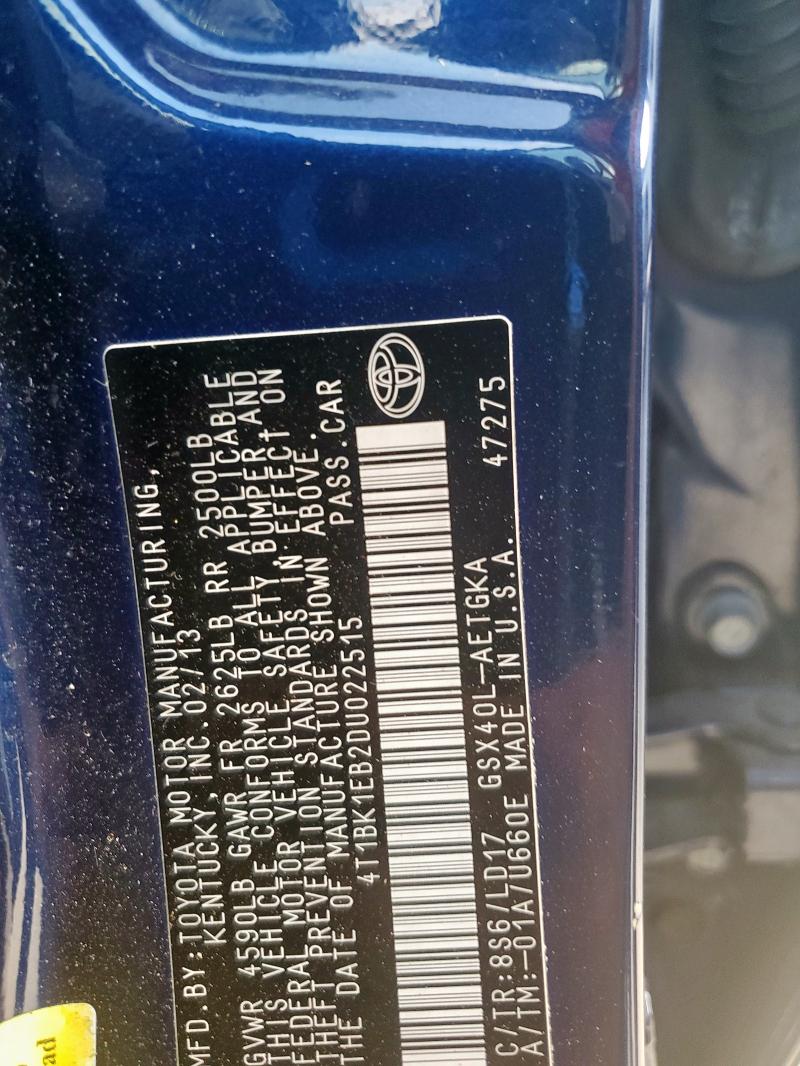 MFD.BY:TOYOTA MOTOR MANUFACTURING,
KENTUCKY, INC. 02/13
GVWR 4590LB GAWR FR 2625LB RR 2500LB
THIS VEHICLE CONFORMS TO ALL APPLICABLE
FEDERAL MOTOR VEHICLE SAFETY, BUMPER AND
THEFT PREVENTION STANDARDS IN EFFECT ON
THE DATE OF MANUFACTURE SHOWN ABOVE.
4T1BK1EB2DU022515 PASS.CAR
C/TR:8S6/LD17 GSX40L-AETGKA
A/TM:-01A/U660E MADE IN U.S.A. 47275
ad